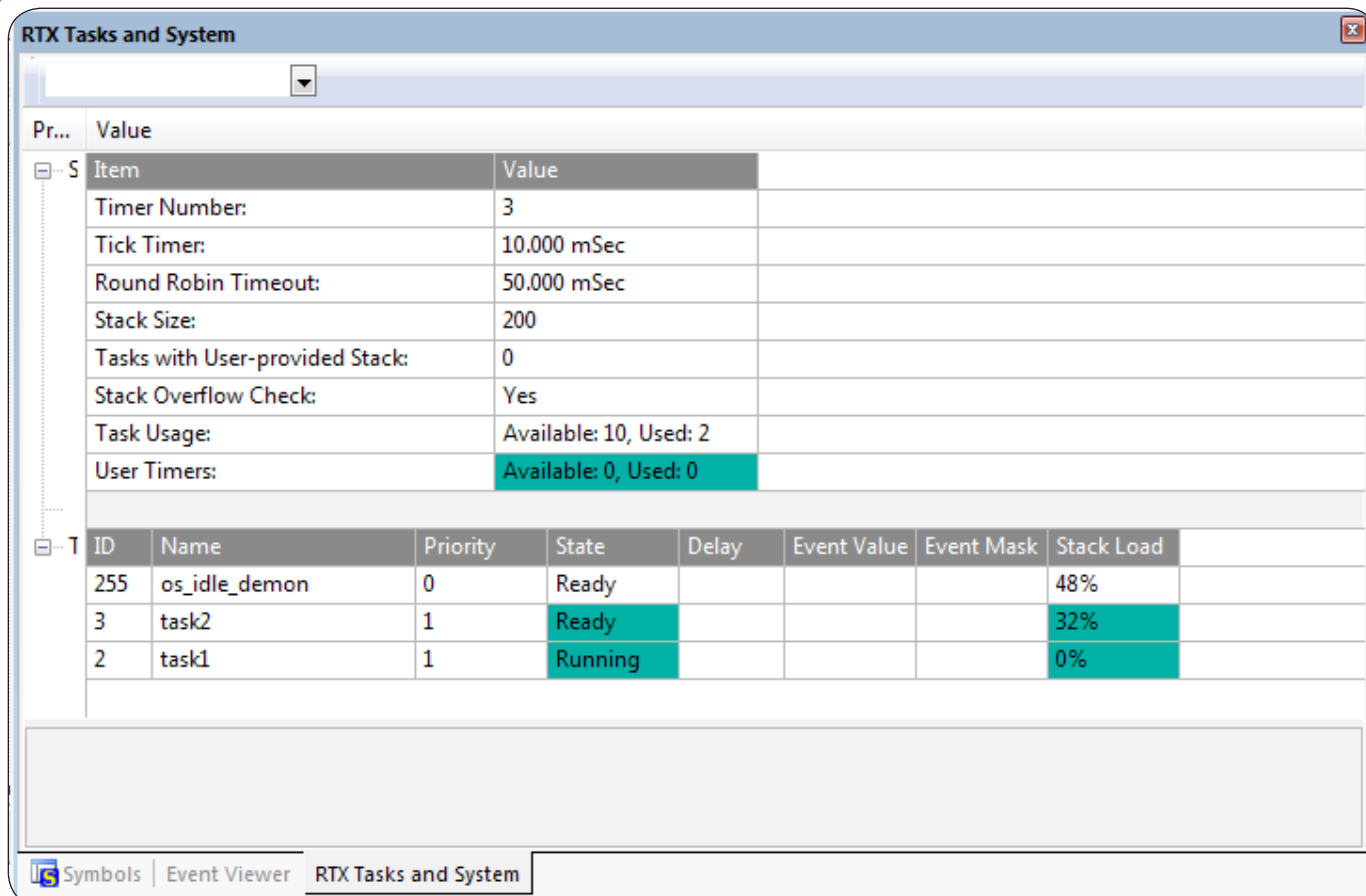 RTX Tasks and System
Pr... Value
S Item Value
Timer Number: 3
Tick Timer: 10.000 mSec
Round Robin Timeout: 50.000 mSec
Stack Size: 200
Tasks with User-provided Stack: 0
Stack Overflow Check: Yes
Task Usage: Available: 10, Used: 2
User Timers: Available: 0, Used: 0
T ID Name Priority State Delay Event Value Event Mask Stack Load
255 os_idle_demon 0 Ready 48%
3 task2 1 Ready 32%
2 task1 1 Running 0%
Symbols Event Viewer RTX Tasks and System